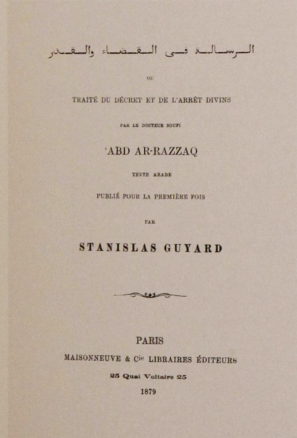 الرسالة فى القضاء والقدر
OU
TRAITÉ DU DÉCRET ET DE L'ARRÊT DIVINS
PAR LE DOCTEUR SOUFI
'ABD AR-RAZZAQ
TEXTE ARABE
PUBLIÉ POUR LA PREMIÈRE FOIS
PAR
STANISLAS GUYARD
PARIS
MAISONNEUVE & Cie LIBRAIRES ÉDITEURS
25 Quai Voltaire 25
1879